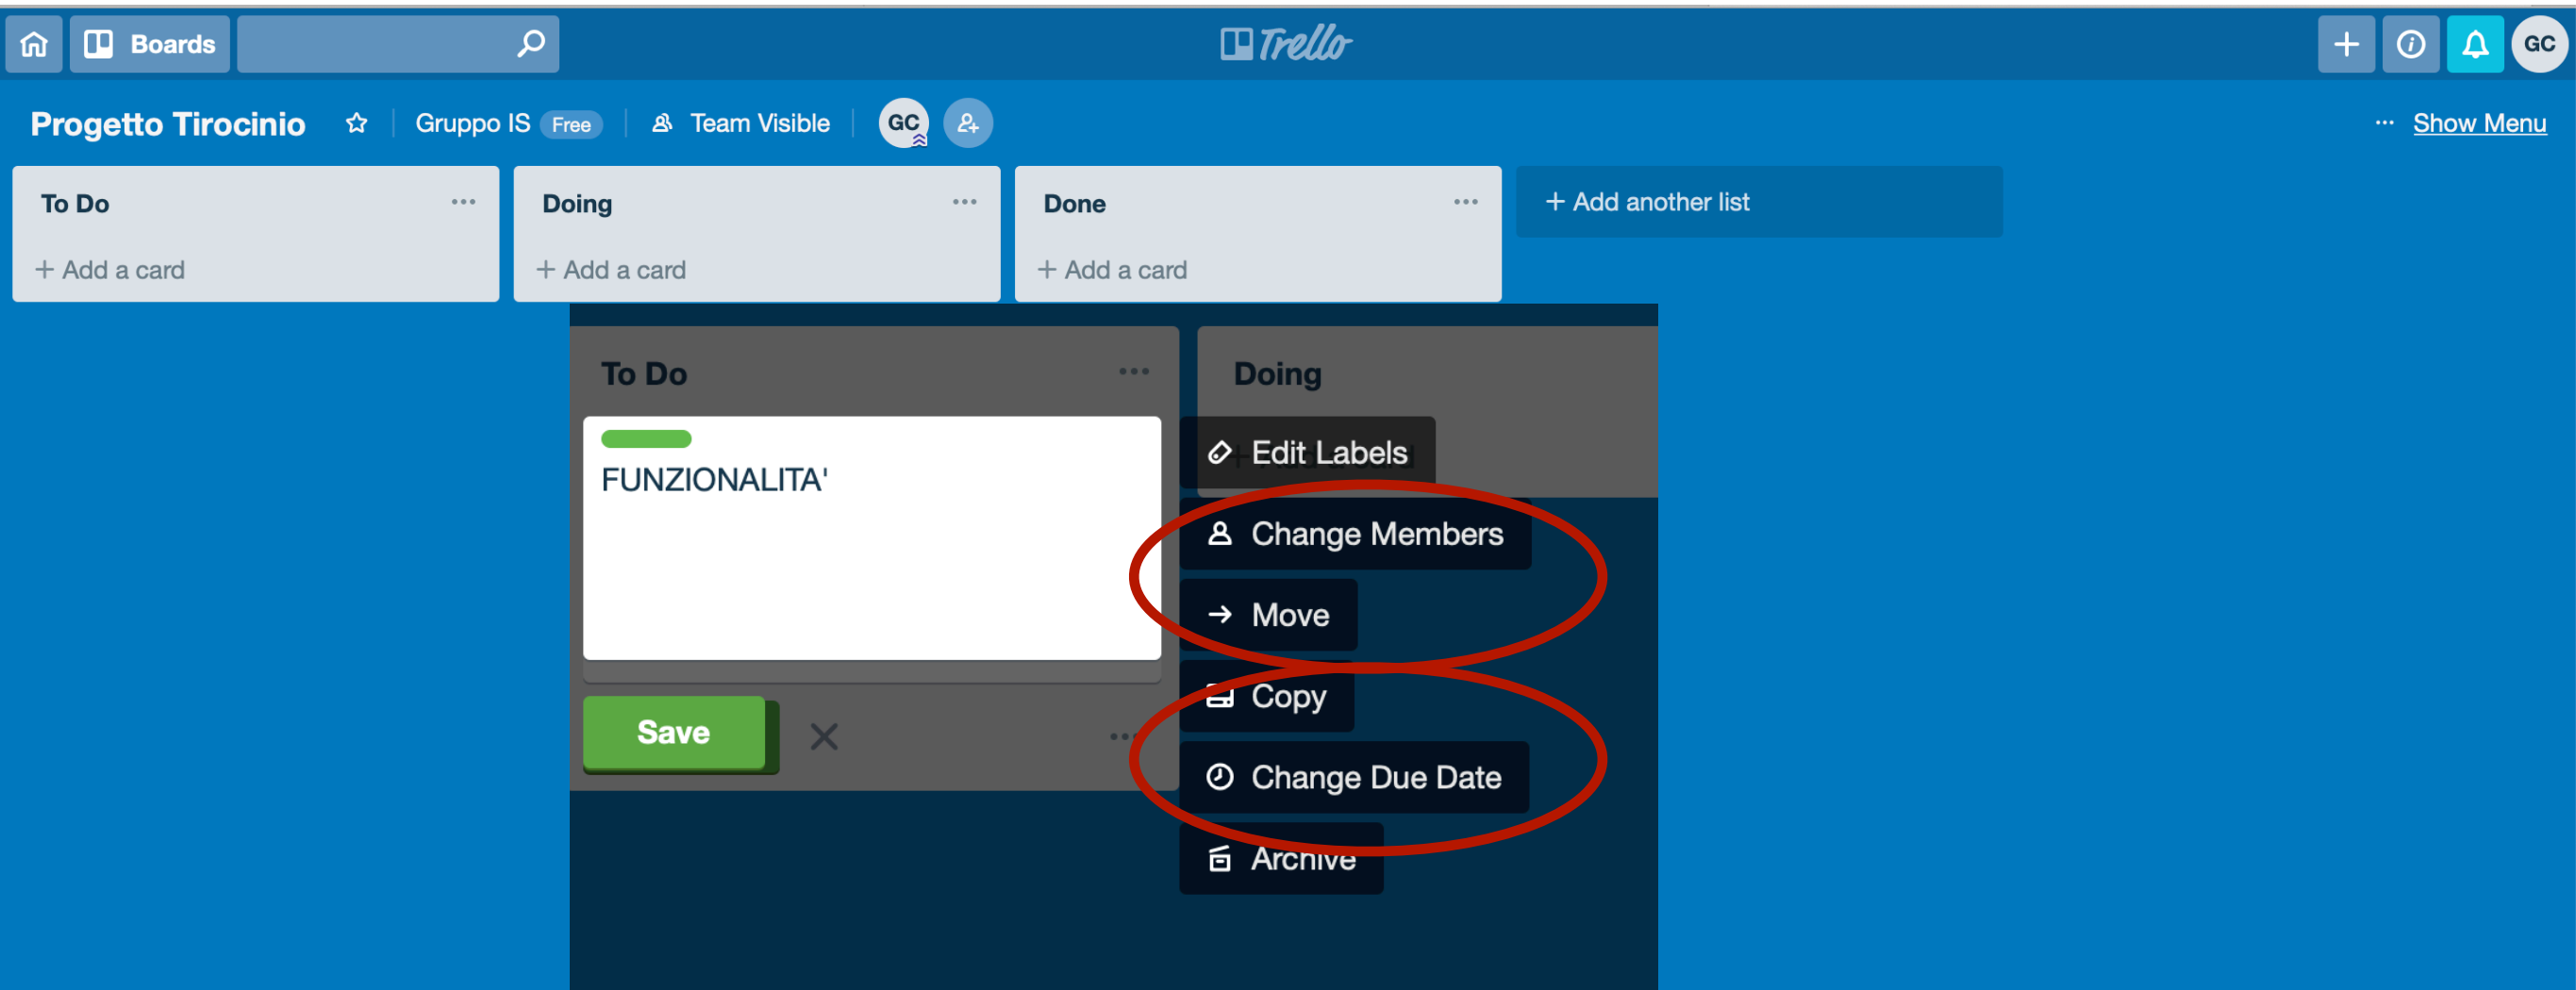 Boards
Trello
GC
Progetto Tirocinio
Gruppo IS Free
Team Visible
GC
... Show Menu
To Do
Doing
Done
+ Add another list
+ Add a card
+ Add a card
+ Add a card
To Do
Doing
FUNZIONALITA'
Edit Labels
Change Members
Move
Copy
Change Due Date
Archive
Save